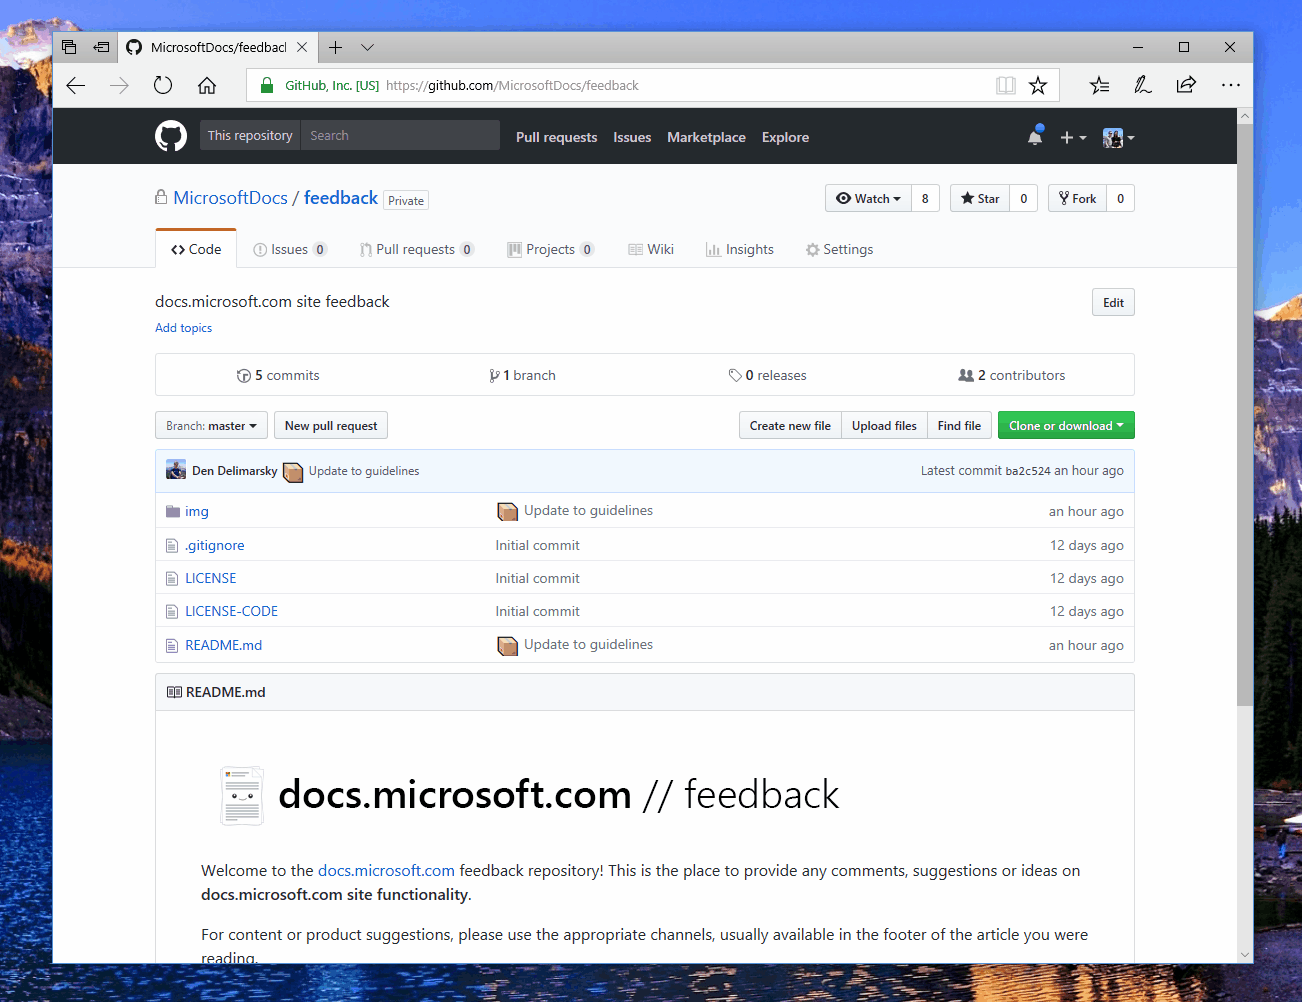 MicrosoftDocs/feedbacl
GitHub, Inc. [US] https://github.com/MicrosoftDocs/feedback
This repository Search Pull requests Issues Marketplace Explore
MicrosoftDocs / feedback Private
Watch 8 Star 0 Fork 0
Code Issues 0 Pull requests 0 Projects 0 Wiki Insights Settings
docs.microsoft.com site feedback Edit
Add topics
5 commits 1 branch 0 releases 2 contributors
Branch: master New pull request Create new file Upload files Find file Clone or download
Den Delimarsky Update to guidelines Latest commit ba2c524 an hour ago
img Update to guidelines an hour ago
.gitignore Initial commit 12 days ago
LICENSE Initial commit 12 days ago
LICENSE-CODE Initial commit 12 days ago
README.md Update to guidelines an hour ago
README.md
docs.microsoft.com // feedback
Welcome to the docs.microsoft.com feedback repository! This is the place to provide any comments, suggestions or ideas on
docs.microsoft.com site functionality.
For content or product suggestions, please use the appropriate channels, usually available in the footer of the article you were
reading.